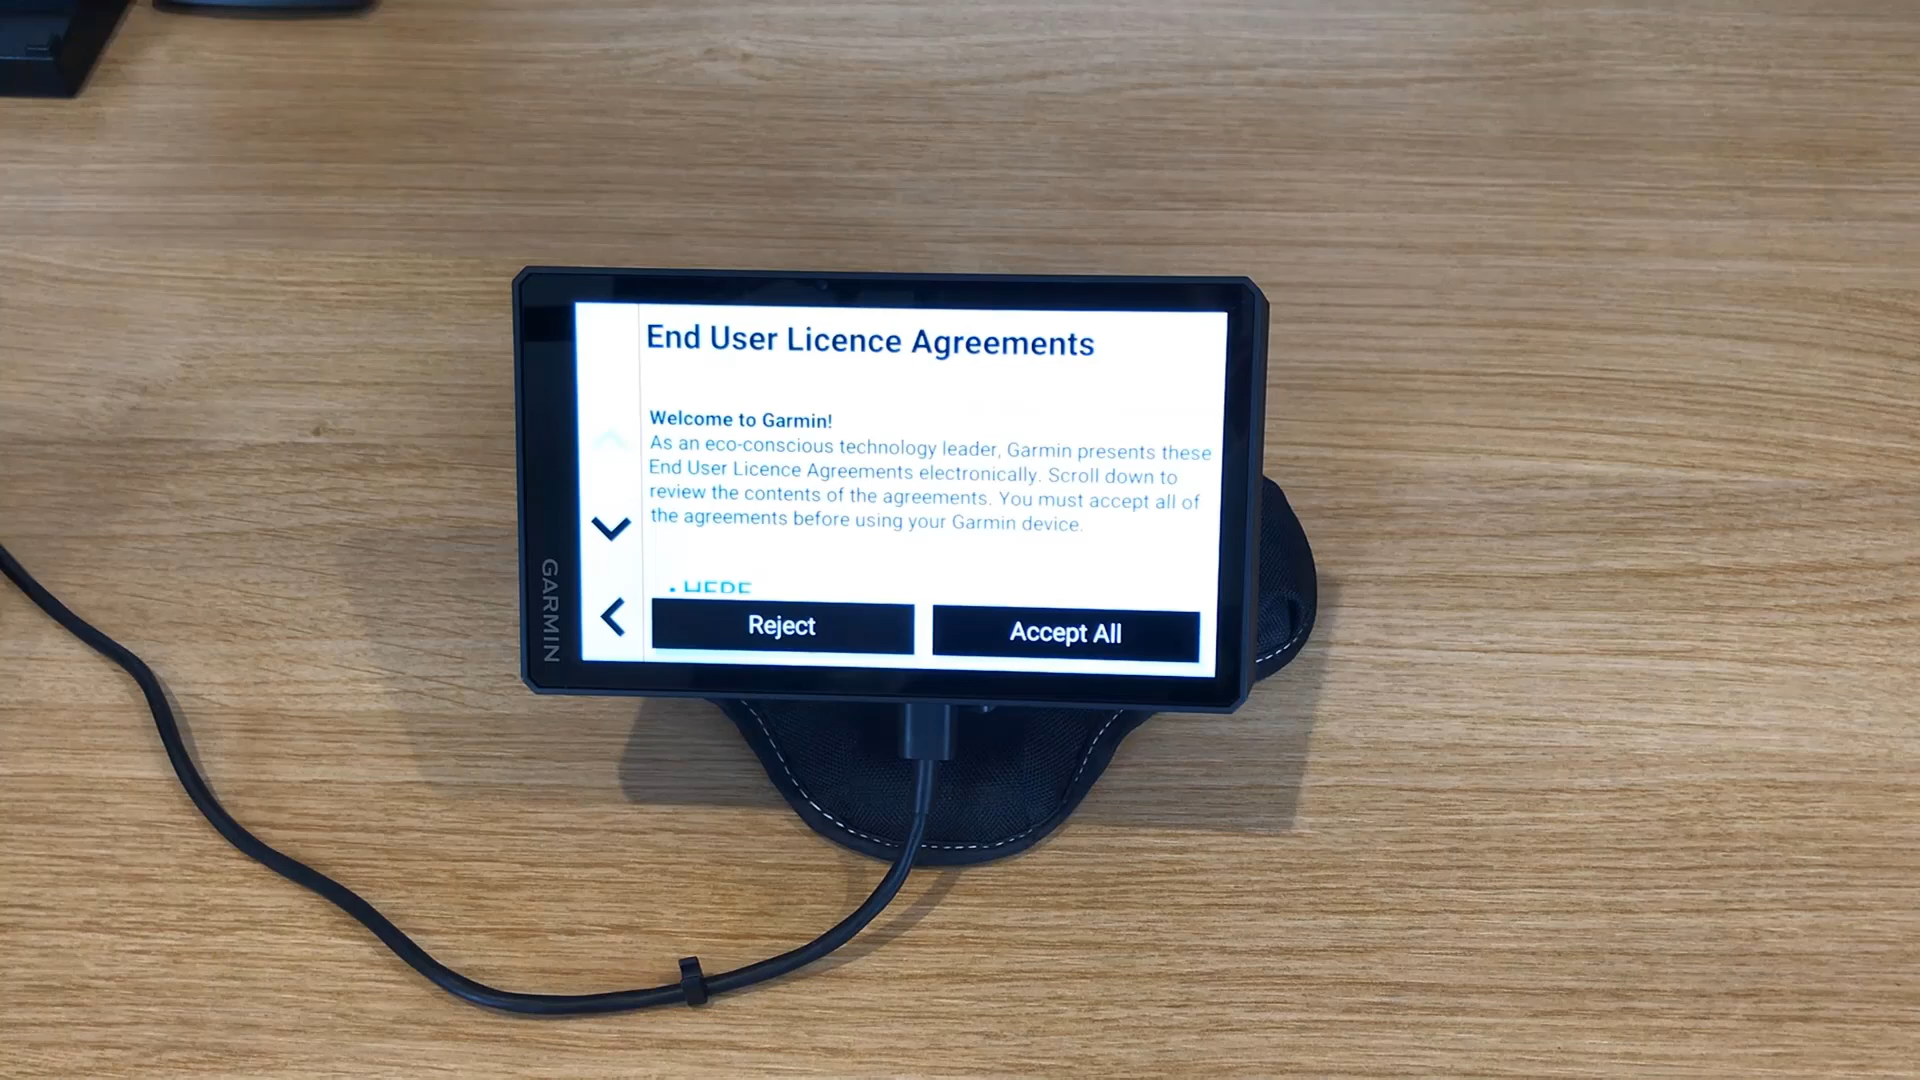 End User Licence Agreements
Welcome to Garmin!
As an eco-conscious technology leader, Garmin presents these
End User Licence Agreements electronically. Scroll down to
review the contents of the agreements. You must accept all of
the agreements before using your Garmin device.
• HERE
Reject
Accept All
GARMIN